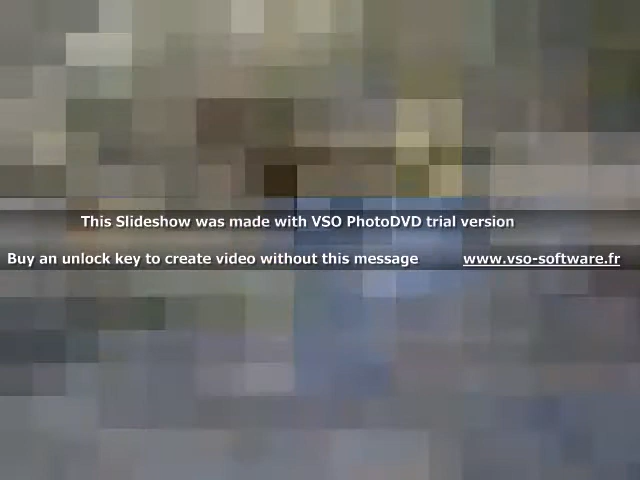 This Slideshow was made with VSO PhotoDVD trial version
Buy an unlock key to create video without this message www.vso-software.fr